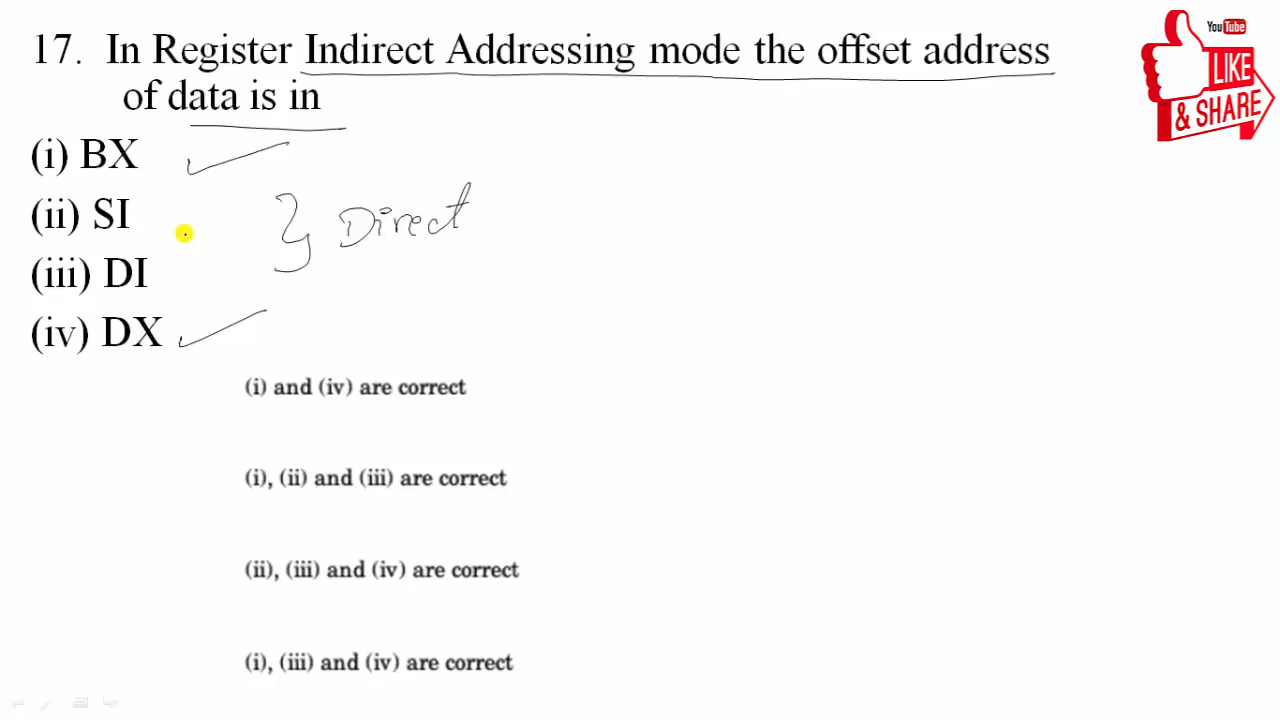 17. In Register Indirect Addressing mode the offset address
of data is in
(i) BX
(ii) SI
(iii) DI
(iv) DX
Direct
(i) and (iv) are correct
(i), (ii) and (iii) are correct
(ii), (iii) and (iv) are correct
(i), (iii) and (iv) are correct
You Tube
LIKE
& SHARE